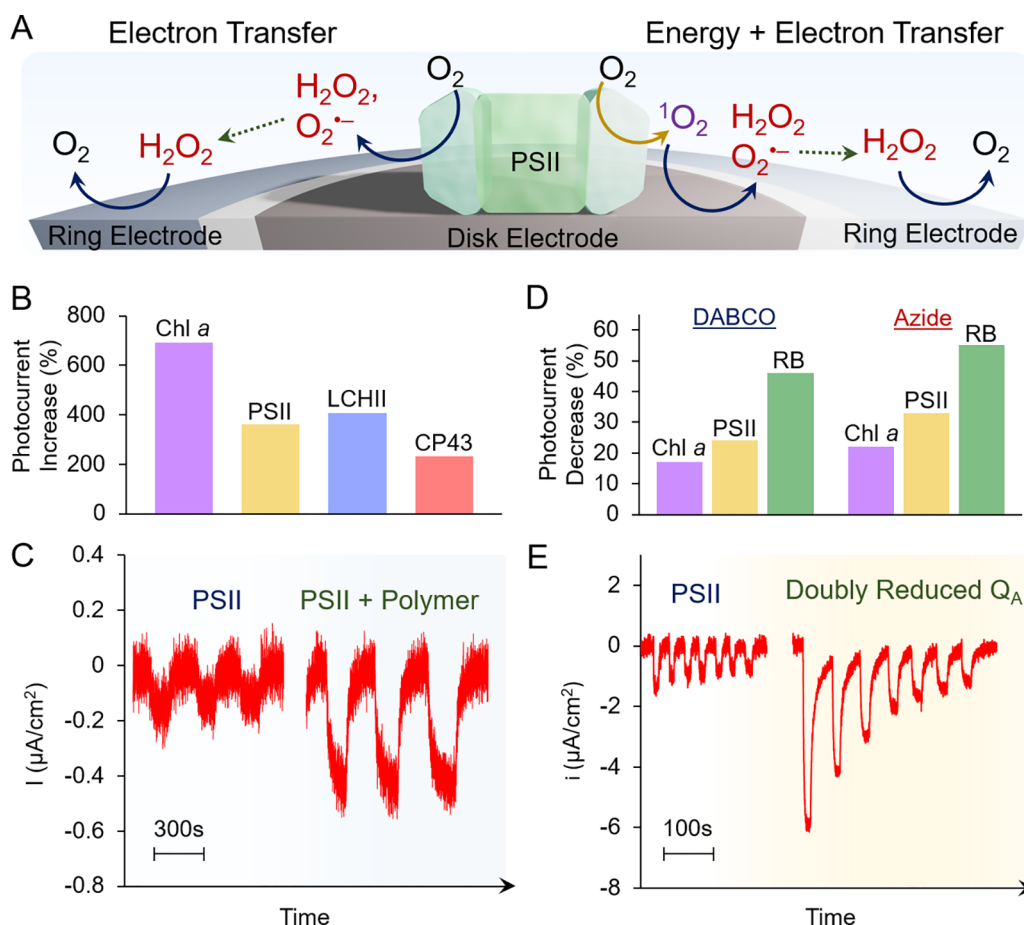 A
Electron Transfer
Energy + Electron Transfer
O₂
O₂
H₂O₂,
O₂•–
¹O₂
H₂O₂
O₂•–
O₂
H₂O₂
H₂O₂
O₂
PSII
Ring Electrode
Disk Electrode
Ring Electrode
B
Photocurrent
Increase (%)
800
600
400
200
0
Chl a
PSII
LCHII
CP43
D
Photocurrent
Decrease (%)
60
50
40
30
20
10
0
DABCO
Azide
Chl a
PSII
RB
Chl a
PSII
RB
C
I (µA/cm²)
0.4
0.2
0
-0.2
-0.4
-0.6
-0.8
PSII
PSII + Polymer
300s
Time
E
i (µA/cm²)
2
0
-2
-4
-6
-8
PSII
Doubly Reduced Q_A
100s
Time